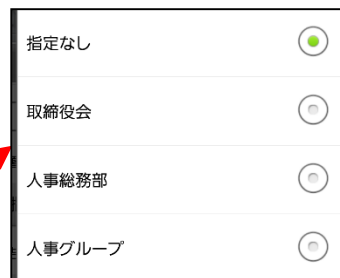 指定なし
取締役会
人事総務部
人事グループ